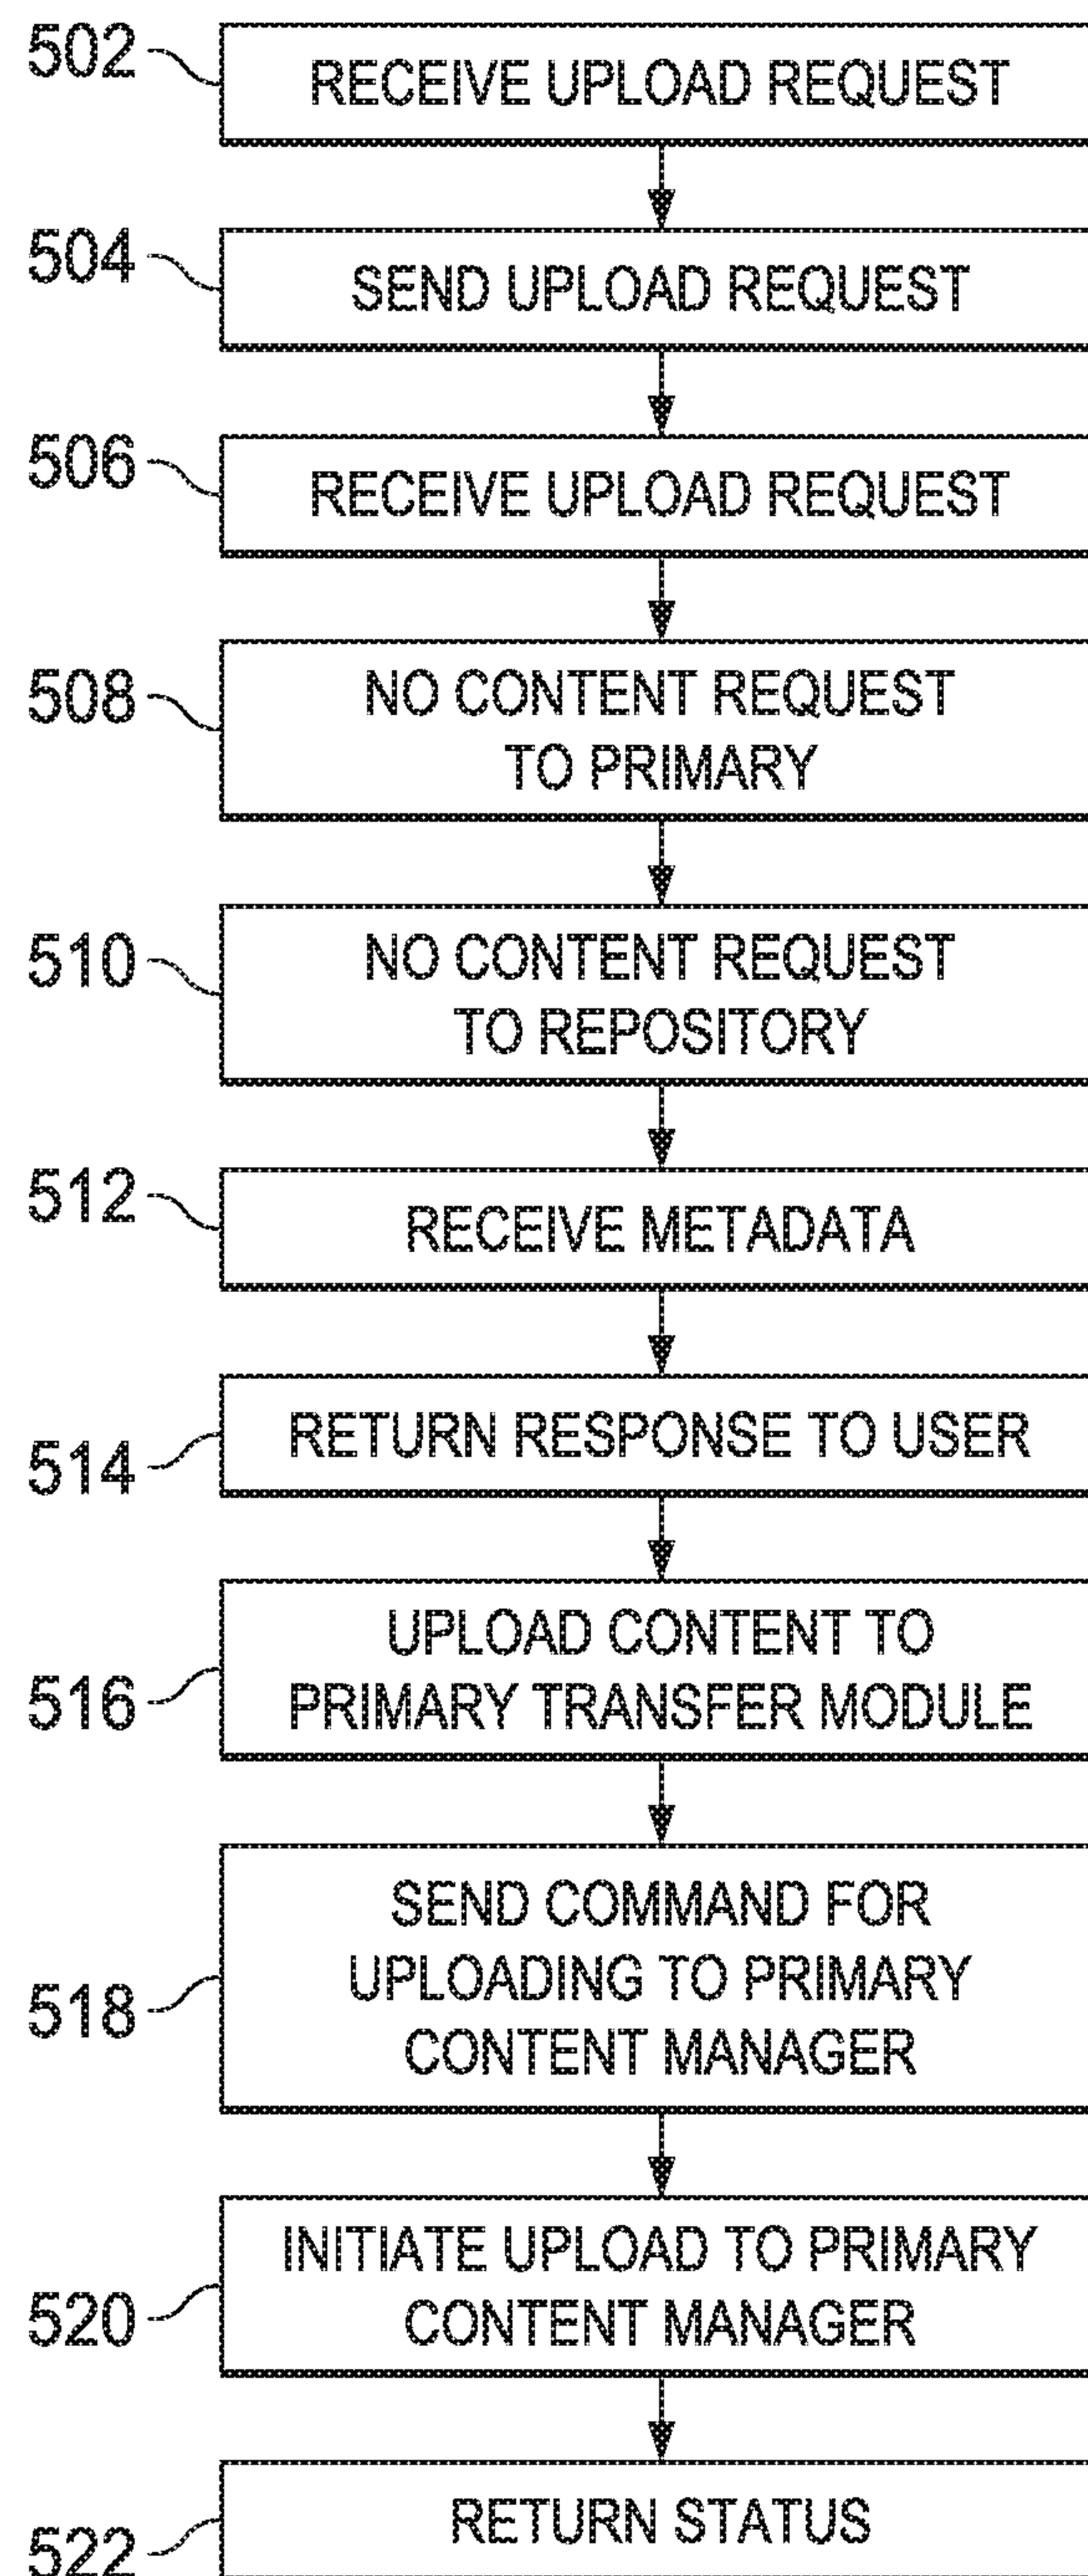 502 RECEIVE UPLOAD REQUEST
504 SEND UPLOAD REQUEST
506 RECEIVE UPLOAD REQUEST
508 NO CONTENT REQUEST
TO PRIMARY
510 NO CONTENT REQUEST
TO REPOSITORY
512 RECEIVE METADATA
514 RETURN RESPONSE TO USER
UPLOAD CONTENT TO
516 PRIMARY TRANSFER MODULE
SEND COMMAND FOR
518 UPLOADING TO PRIMARY
CONTENT MANAGER
INITIATE UPLOAD TO PRIMARY
520 CONTENT MANAGER
522 RETURN STATUS